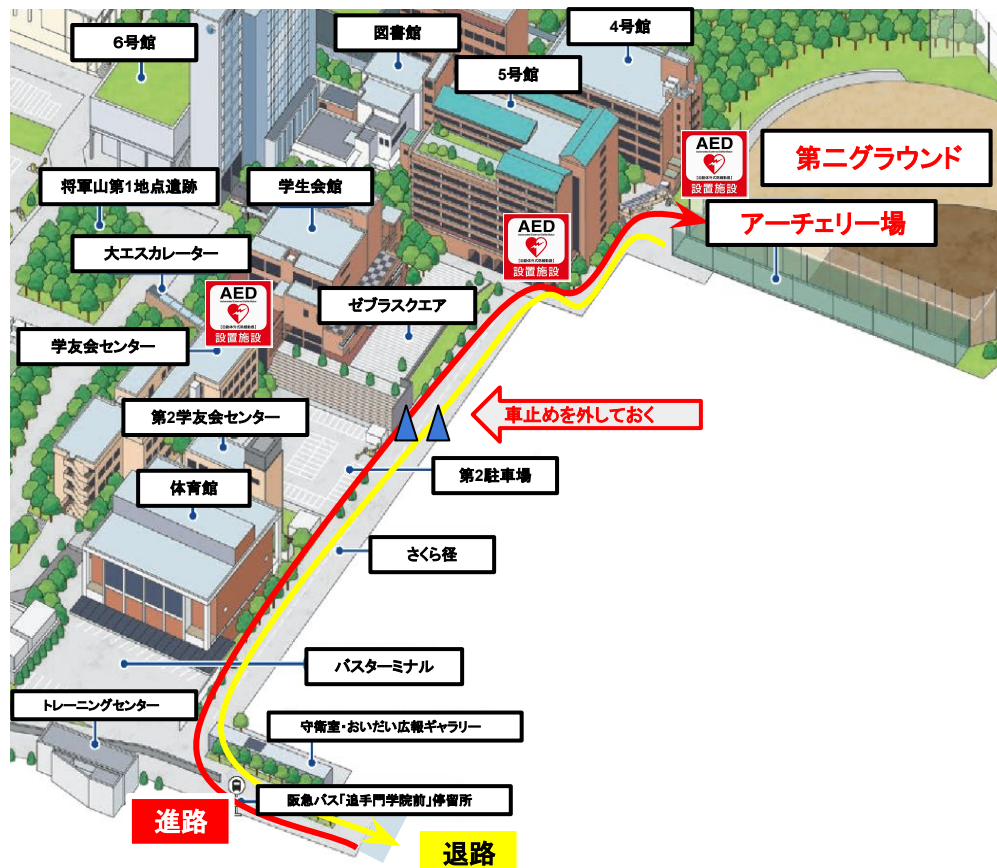 6号館
図書館
4号館
5号館
AED
設置施設
第二グラウンド
将軍山第1地点遺跡
学生会館
アーチェリー場
大エスカレーター
AED
設置施設
AED
設置施設
ゼブラスクエア
学友会センター
車止めを外しておく
第2学友会センター
第2駐車場
体育館
さくら径
バスターミナル
トレーニングセンター
守衛室・おいだい広報ギャラリー
阪急バス「追手門学院前」停留所
進路
退路